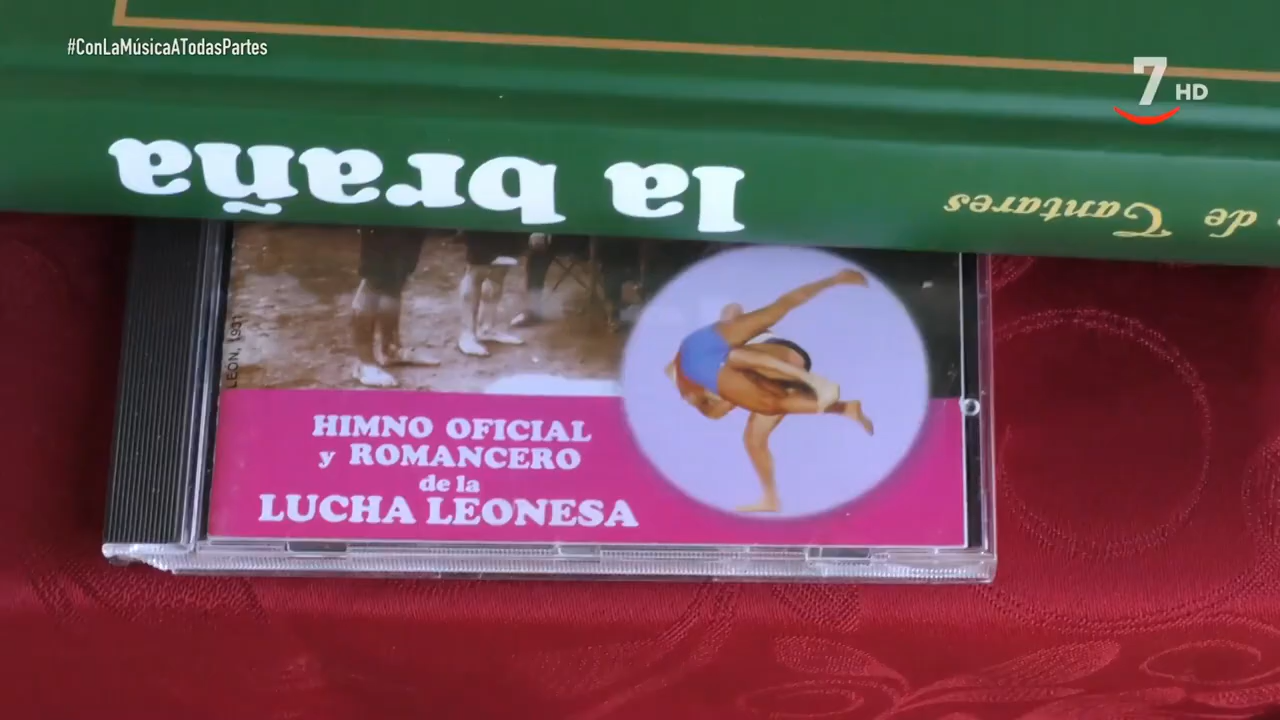 #ConLaMúsicaATodasPartes
7 HD
la braña
de Cantares
LEON, 1931
HIMNO OFICIAL
y ROMANCERO
de la
LUCHA LEONESA